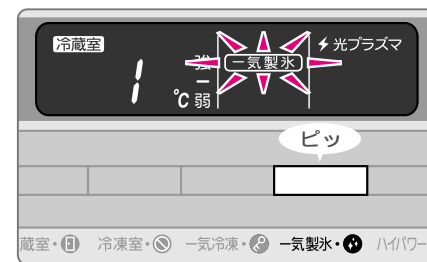 冷蔵室
1 °C
強
弱
一気製氷
光プラズマ
ピッ
蔵室・ 冷凍室・ 一気冷凍・ 一気製氷・ ハイパワー